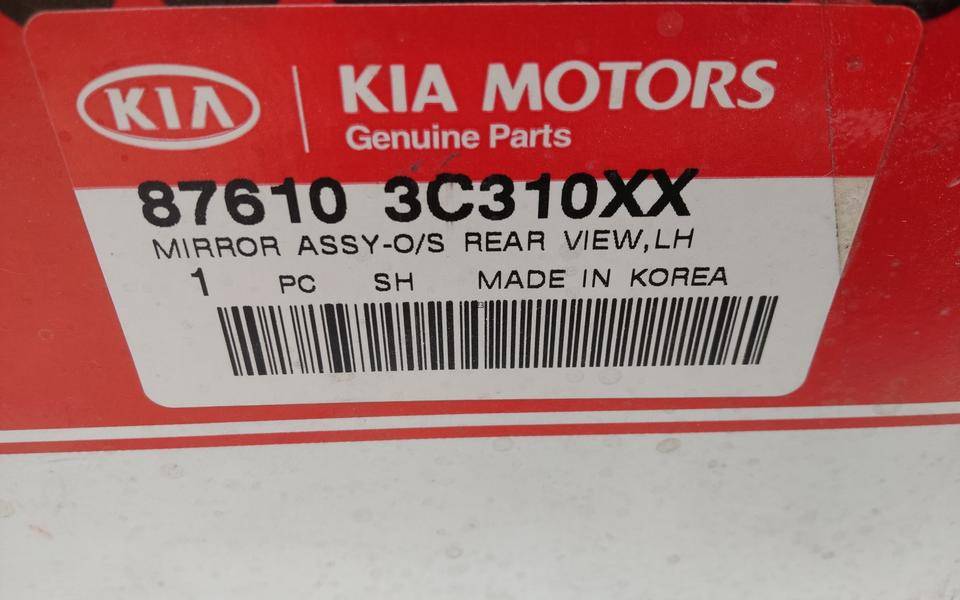 KIA
KIA MOTORS
Genuine Parts
87610 3C310XX
MIRROR ASSY-O/S REAR VIEW,LH
1 PC SH MADE IN KOREA